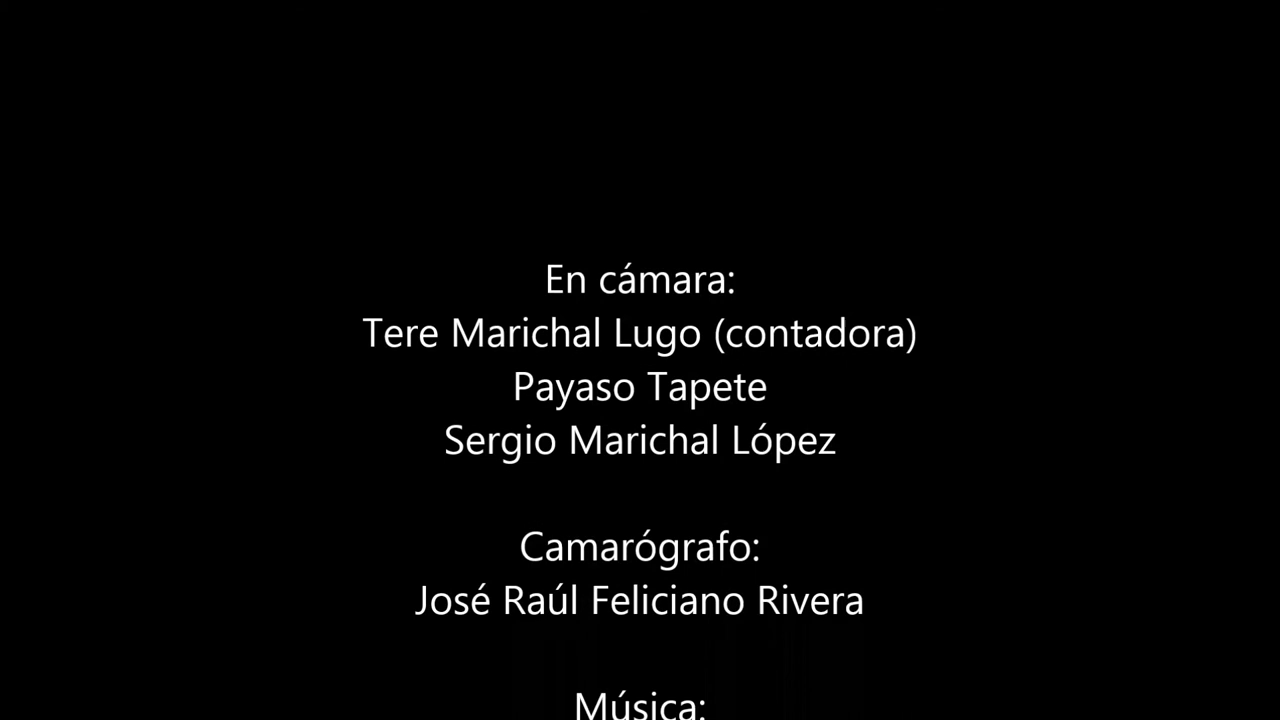 En cámara:
Tere Marichal Lugo (contadora)
Payaso Tapete
Sergio Marichal López
Camarógrafo:
José Raúl Feliciano Rivera
Música: